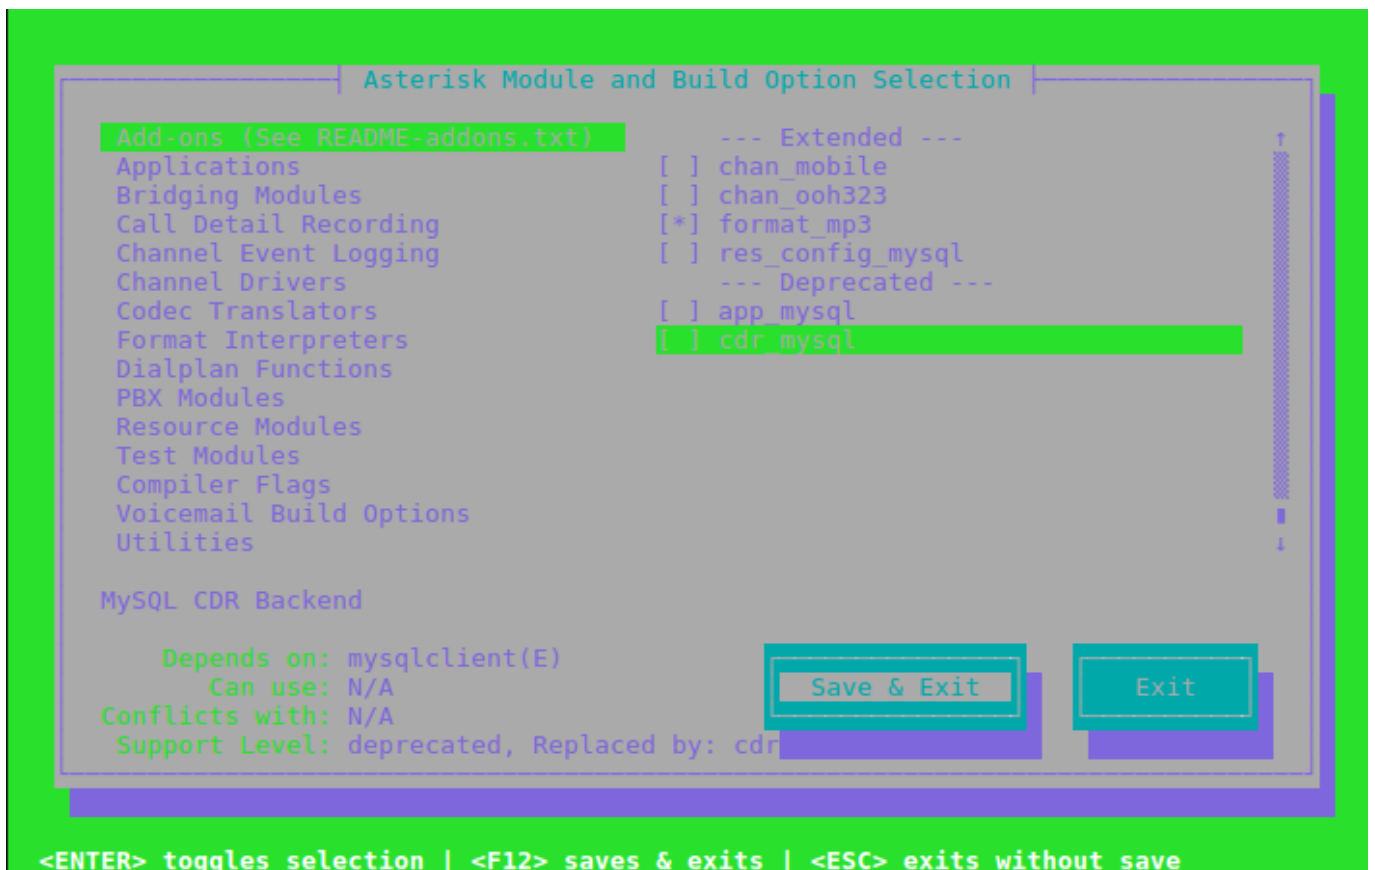 Asterisk Module and Build Option Selection
Add-ons (See README-addons.txt) --- Extended --- ↑
Applications [ ] chan_mobile
Bridging Modules [ ] chan_ooh323
Call Detail Recording [*] format_mp3
Channel Event Logging [ ] res_config_mysql
Channel Drivers --- Deprecated ---
Codec Translators [ ] app_mysql
Format Interpreters [ ] cdr_mysql
Dialplan Functions
PBX Modules
Resource Modules
Test Modules
Compiler Flags
Voicemail Build Options
Utilities ↓
MySQL CDR Backend
Depends on: mysqlclient(E)
Can use: N/A Save & Exit Exit
Conflicts with: N/A
Support Level: deprecated, Replaced by: cdr
<ENTER> toggles selection | <F12> saves & exits | <ESC> exits without save